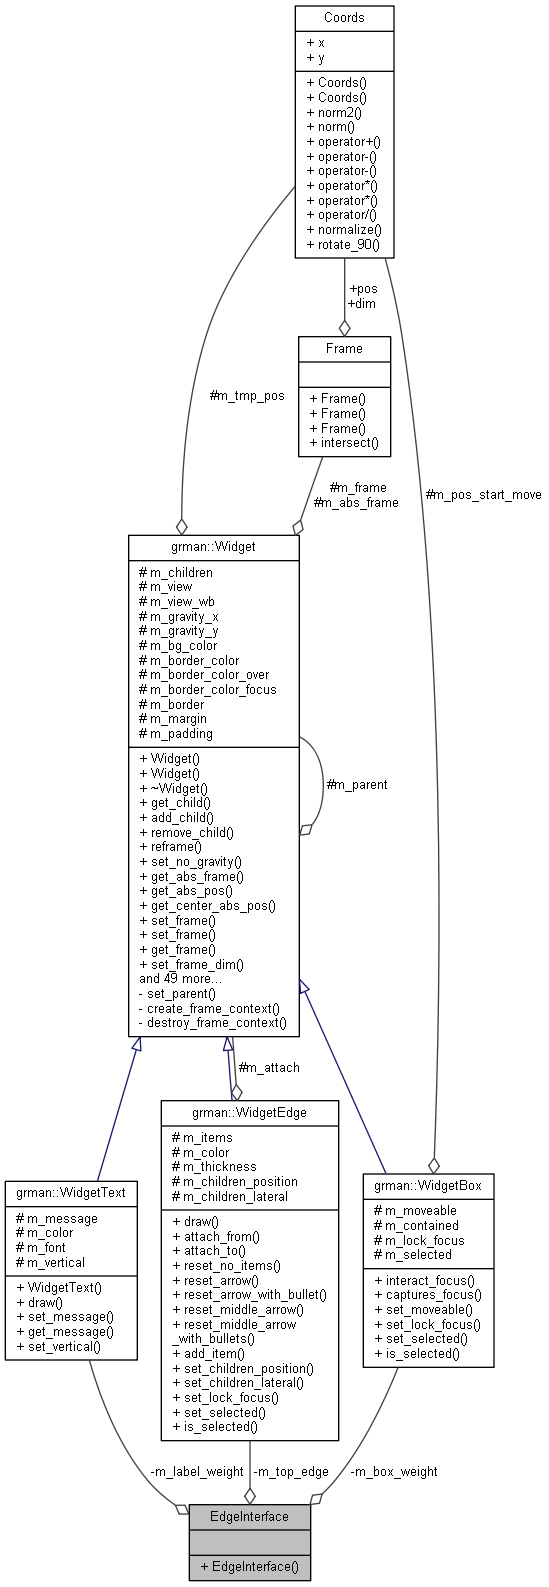 Coords
+ x
+ y
+ Coords()
+ Coords()
+ norm2()
+ norm()
+ operator+()
+ operator-()
+ operator-()
+ operator*()
+ operator*()
+ operator/()
+ normalize()
+ rotate_90()
+pos
+dim
Frame
+ Frame()
+ Frame()
+ Frame()
+ intersect()
#m_tmp_pos
#m_frame
#m_abs_frame
#m_pos_start_move
grman::Widget
# m_children
# m_view
# m_view_wb
# m_gravity_x
# m_gravity_y
# m_bg_color
# m_border_color
# m_border_color_over
# m_border_color_focus
# m_border
# m_margin
# m_padding
+ Widget()
+ Widget()
+ ~Widget()
+ get_child()
+ add_child()
+ remove_child()
+ reframe()
+ set_no_gravity()
+ get_abs_frame()
+ get_abs_pos()
+ get_center_abs_pos()
+ set_frame()
+ set_frame()
+ get_frame()
+ set_frame_dim()
and 49 more...
- set_parent()
- create_frame_context()
- destroy_frame_context()
#m_parent
#m_attach
grman::WidgetText
# m_message
# m_color
# m_font
# m_vertical
+ WidgetText()
+ draw()
+ set_message()
+ get_message()
+ set_vertical()
grman::WidgetEdge
# m_items
# m_color
# m_thickness
# m_children_position
# m_children_lateral
+ draw()
+ attach_from()
+ attach_to()
+ reset_no_items()
+ reset_arrow()
+ reset_arrow_with_bullet()
+ reset_middle_arrow()
+ reset_middle_arrow
_with_bullets()
+ add_item()
+ set_children_position()
+ set_children_lateral()
+ set_lock_focus()
+ set_selected()
+ is_selected()
grman::WidgetBox
# m_moveable
# m_contained
# m_lock_focus
# m_selected
+ interact_focus()
+ captures_focus()
+ set_moveable()
+ set_lock_focus()
+ set_selected()
+ is_selected()
-m_label_weight
-m_top_edge
-m_box_weight
EdgeInterface
+ EdgeInterface()